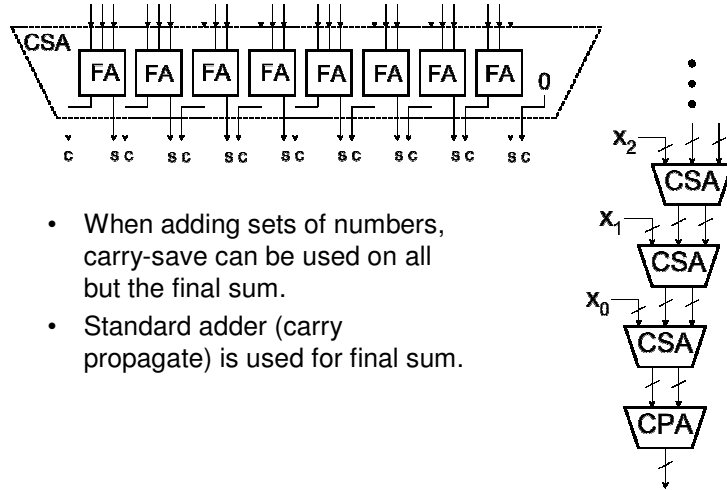 CSA
FA FA FA FA FA FA FA FA 0
c s c s c s c s c s c s c s c s c
• When adding sets of numbers,
carry-save can be used on all
but the final sum.
• Standard adder (carry
propagate) is used for final sum.
x2
CSA
x1
CSA
x0
CSA
CPA